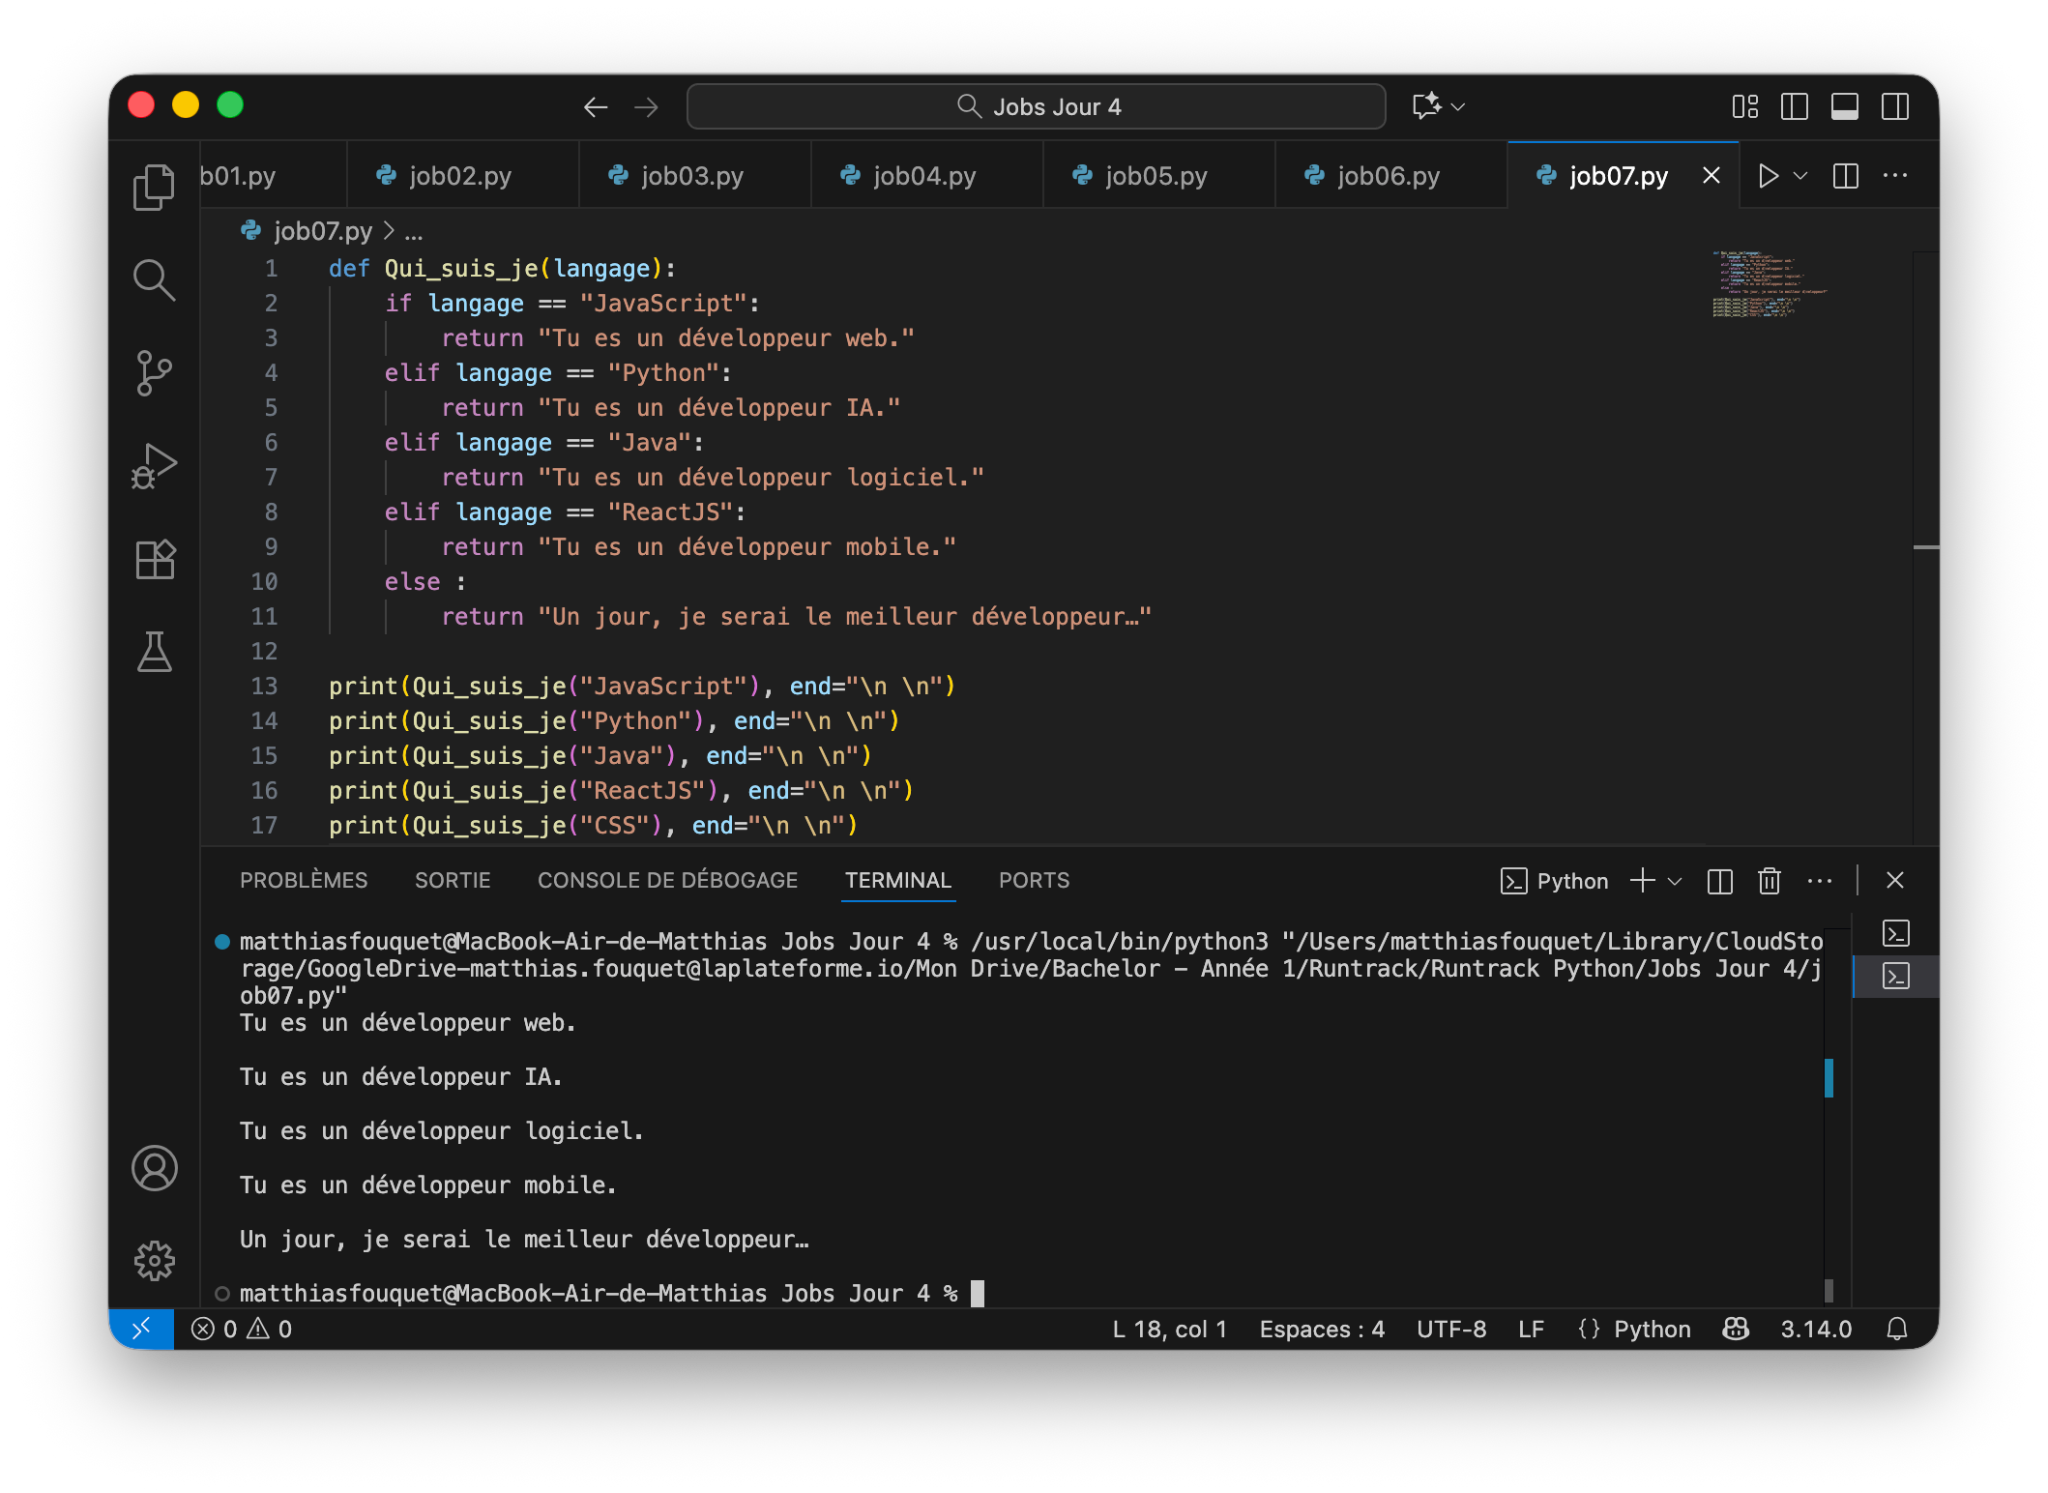 Jobs Jour 4
b01.py job02.py job03.py job04.py job05.py job06.py job07.py
job07.py > ...
1 def Qui_suis_je(langage):
2     if langage == "JavaScript":
3         return "Tu es un développeur web."
4     elif langage == "Python":
5         return "Tu es un développeur IA."
6     elif langage == "Java":
7         return "Tu es un développeur logiciel."
8     elif langage == "ReactJS":
9         return "Tu es un développeur mobile."
10     else :
11         return "Un jour, je serai le meilleur développeur…"
12
13 print(Qui_suis_je("JavaScript"), end="\n \n")
14 print(Qui_suis_je("Python"), end="\n \n")
15 print(Qui_suis_je("Java"), end="\n \n")
16 print(Qui_suis_je("ReactJS"), end="\n \n")
17 print(Qui_suis_je("CSS"), end="\n \n")
PROBLÈMES SORTIE CONSOLE DE DÉBOGAGE TERMINAL PORTS Python
matthiasfouquet@MacBook-Air-de-Matthias Jobs Jour 4 % /usr/local/bin/python3 "/Users/matthiasfouquet/Library/CloudSto
rage/GoogleDrive-matthias.fouquet@laplateforme.io/Mon Drive/Bachelor - Année 1/Runtrack/Runtrack Python/Jobs Jour 4/j
ob07.py"
Tu es un développeur web.
Tu es un développeur IA.
Tu es un développeur logiciel.
Tu es un développeur mobile.
Un jour, je serai le meilleur développeur…
matthiasfouquet@MacBook-Air-de-Matthias Jobs Jour 4 %
0 0 L 18, col 1 Espaces : 4 UTF-8 LF {} Python 3.14.0